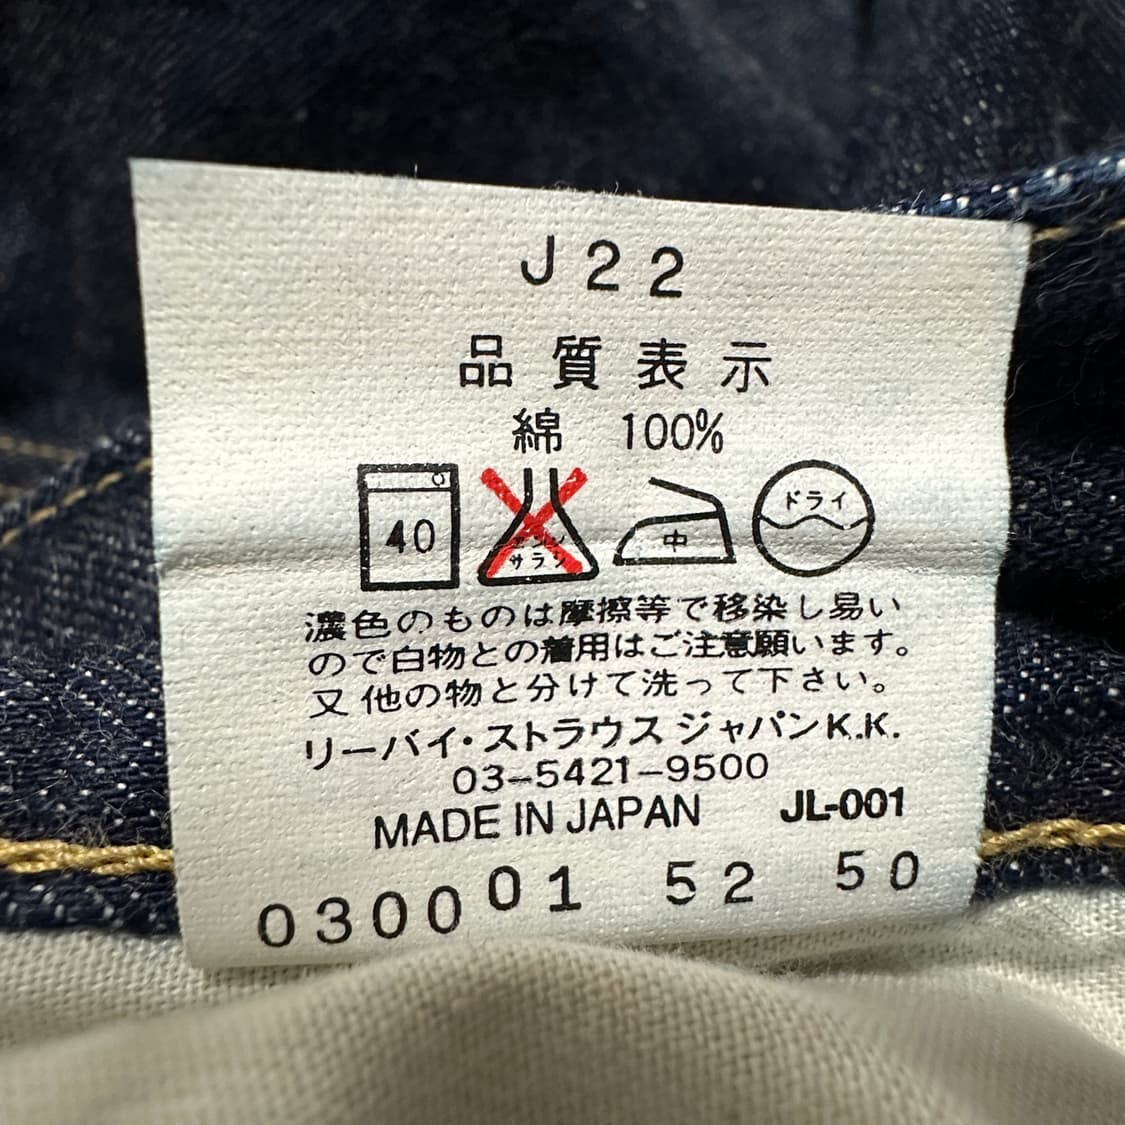 J22
品質表示
綿 100%
40 エンソサラシ 中 ドライ
濃色のものは摩擦等で移染し易い
ので白物との着用はご注意願います。
又他の物と分けて洗って下さい。
リーバイ・ストラウス ジャパンK.K.
03-5421-9500
MADE IN JAPAN JL-001
030001 52 50